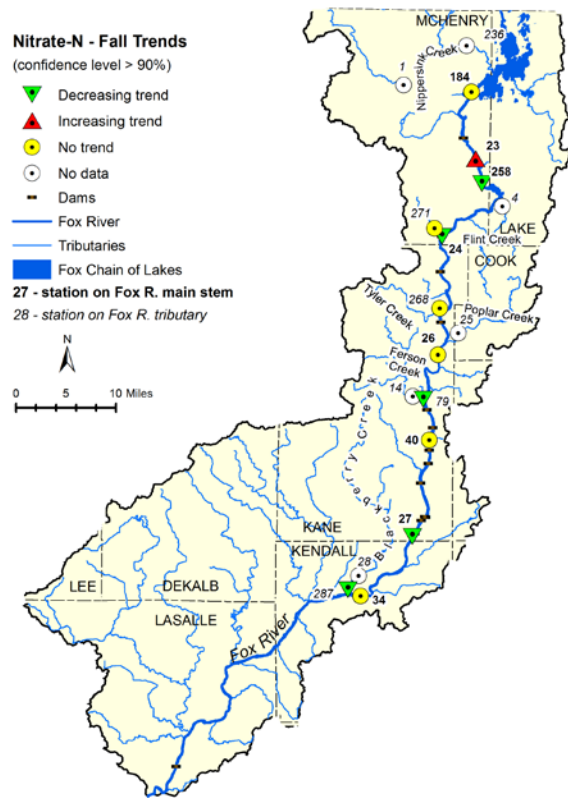 Nitrate-N - Fall Trends
(confidence level > 90%)
Decreasing trend
Increasing trend
No trend
No data
Dams
Fox River
Tributaries
Fox Chain of Lakes
27 - station on Fox R. main stem
28 - station on Fox R. tributary
N
0 5 10 Miles
MCHENRY
236
Nippersink Creek
1
184
23
258
4
271
LAKE
24
Flint Creek
COOK
268
Tyler Creek
Poplar Creek
25
26
Ferson
Creek
14
79
Blackberry Creek
40
27
KANE
KENDALL
28
287
34
LEE
DEKALB
LASALLE
Fox River